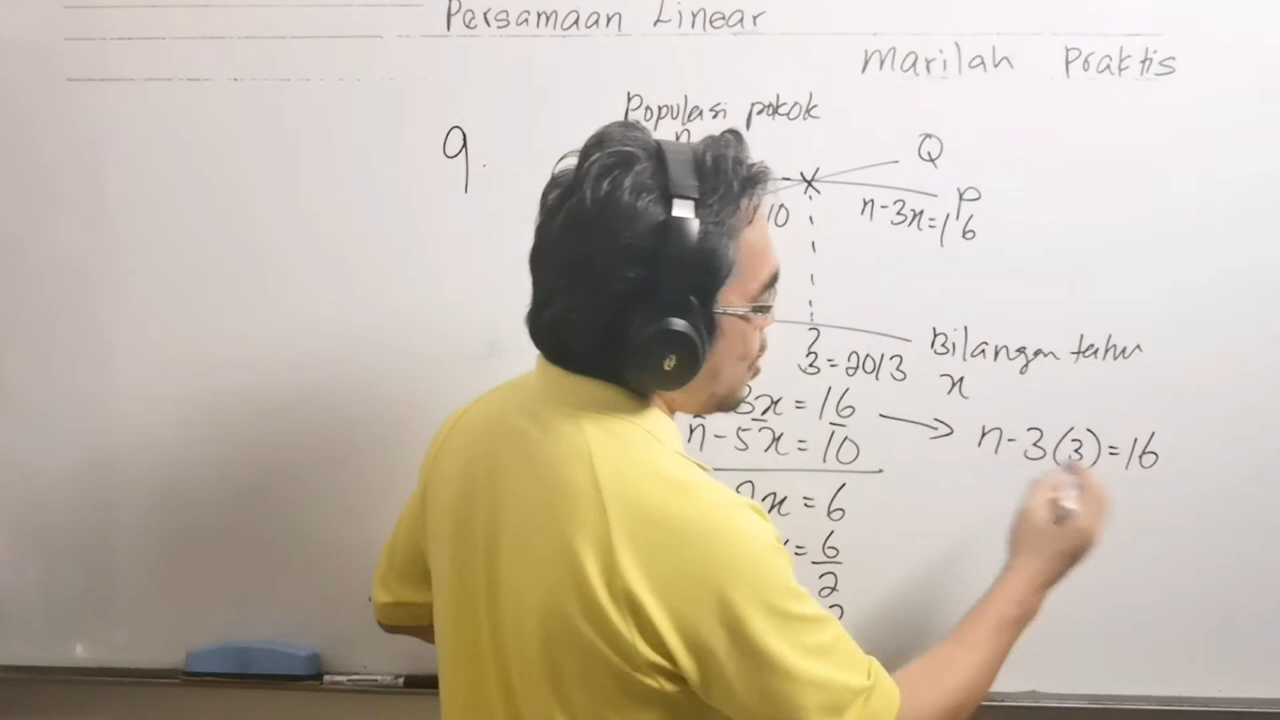 Persamaan Linear
Marilah Praktis
Populasi pokok
n
9.
Q
P
10
n-3x=16
Bilangan tahun
x
3=2013
3x=16
n-5x=10
n-3(3)=16
2x=6
=6/2